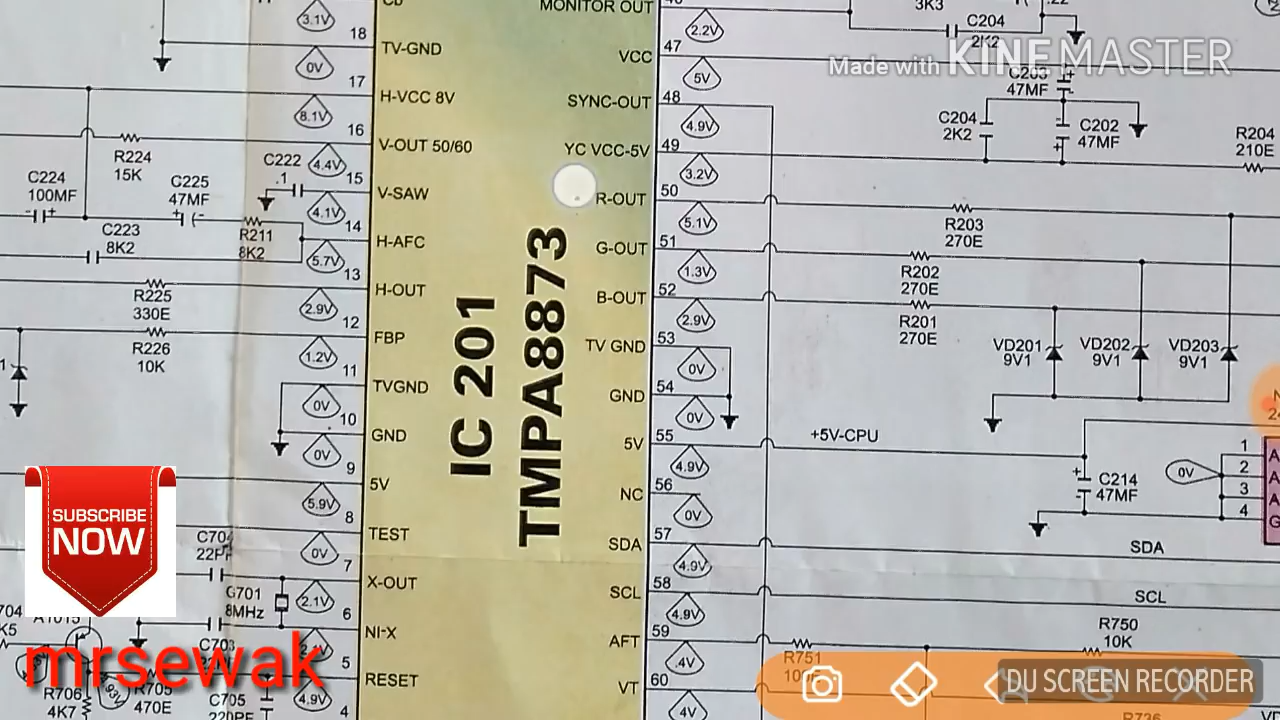 Cb
3.1V
18
TV-GND
0V
17
H-VCC 8V
8.1V
16
V-OUT 50/60
R224
15K
C222
.1
4.4V
15
V-SAW
C224
100MF
C225
47MF
4.1V
14
H-AFC
R211
8K2
C223
8K2
5.7V
13
H-OUT
R225
330E
2.9V
12
FBP
R226
10K
1.2V
11
TVGND
0V
10
GND
0V
9
5V
5.9V
8
TEST
C704
22PF
0V
7
X-OUT
G701
8MHz
2.1V
6
NI-X
C703
5
RESET
A1015
R706
4K7
R705
470E
C705
220PF
4.9V
4
IC 201
TMPA8873
MONITOR OUT
2.2V
3K3
C204
2K2
47
VCC
5V
C203
47MF
48
SYNC-OUT
4.9V
C204
2K2
C202
47MF
R204
210E
49
YC VCC-5V
3.2V
50
R-OUT
5.1V
R203
270E
51
G-OUT
1.3V
R202
270E
52
B-OUT
2.9V
R201
270E
VD201
9V1
VD202
9V1
VD203
9V1
53
TV GND
0V
54
GND
0V
55
5V
+5V-CPU
4.9V
C214
47MF
0V
1
2
3
4
A
A
A
G
56
NC
0V
57
SDA
SDA
4.9V
58
SCL
SCL
4.9V
59
AFT
R750
10K
.4V
R751
60
VT
4V
R736
Made with KINEMASTER
SUBSCRIBE
NOW
mrsewak
DU SCREEN RECORDER